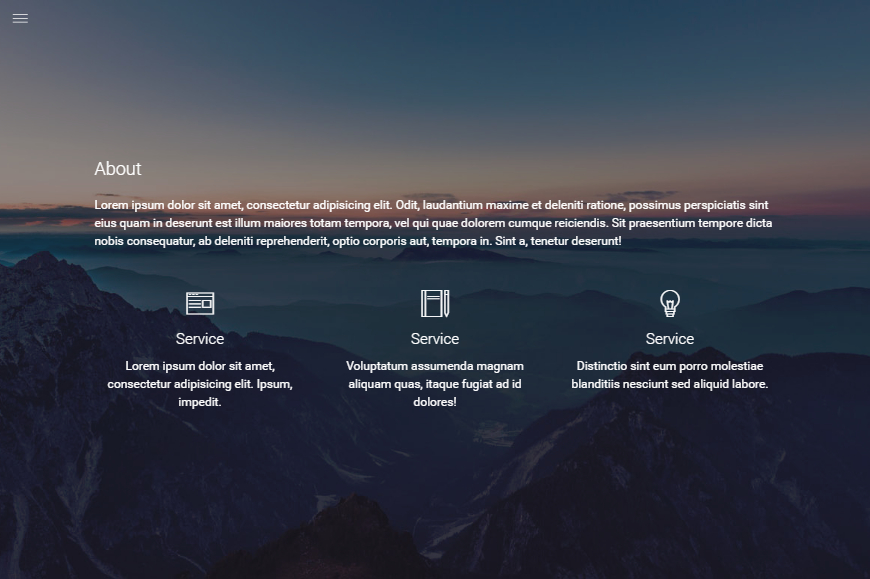 About
Lorem ipsum dolor sit amet, consectetur adipisicing elit. Odit, laudantium maxime et deleniti ratione, possimus perspiciatis sint
eius quam in deserunt est illum maiores totam tempora, vel qui quae dolorem cumque reiciendis. Sit praesentium tempore dicta
nobis consequatur, ab deleniti reprehenderit, optio corporis aut, tempora in. Sint a, tenetur deserunt!
Service
Lorem ipsum dolor sit amet,
consectetur adipisicing elit. Ipsum,
impedit.
Service
Voluptatum assumenda magnam
aliquam quas, itaque fugiat ad id
dolores!
Service
Distinctio sint eum porro molestiae
blanditiis nesciunt sed aliquid labore.